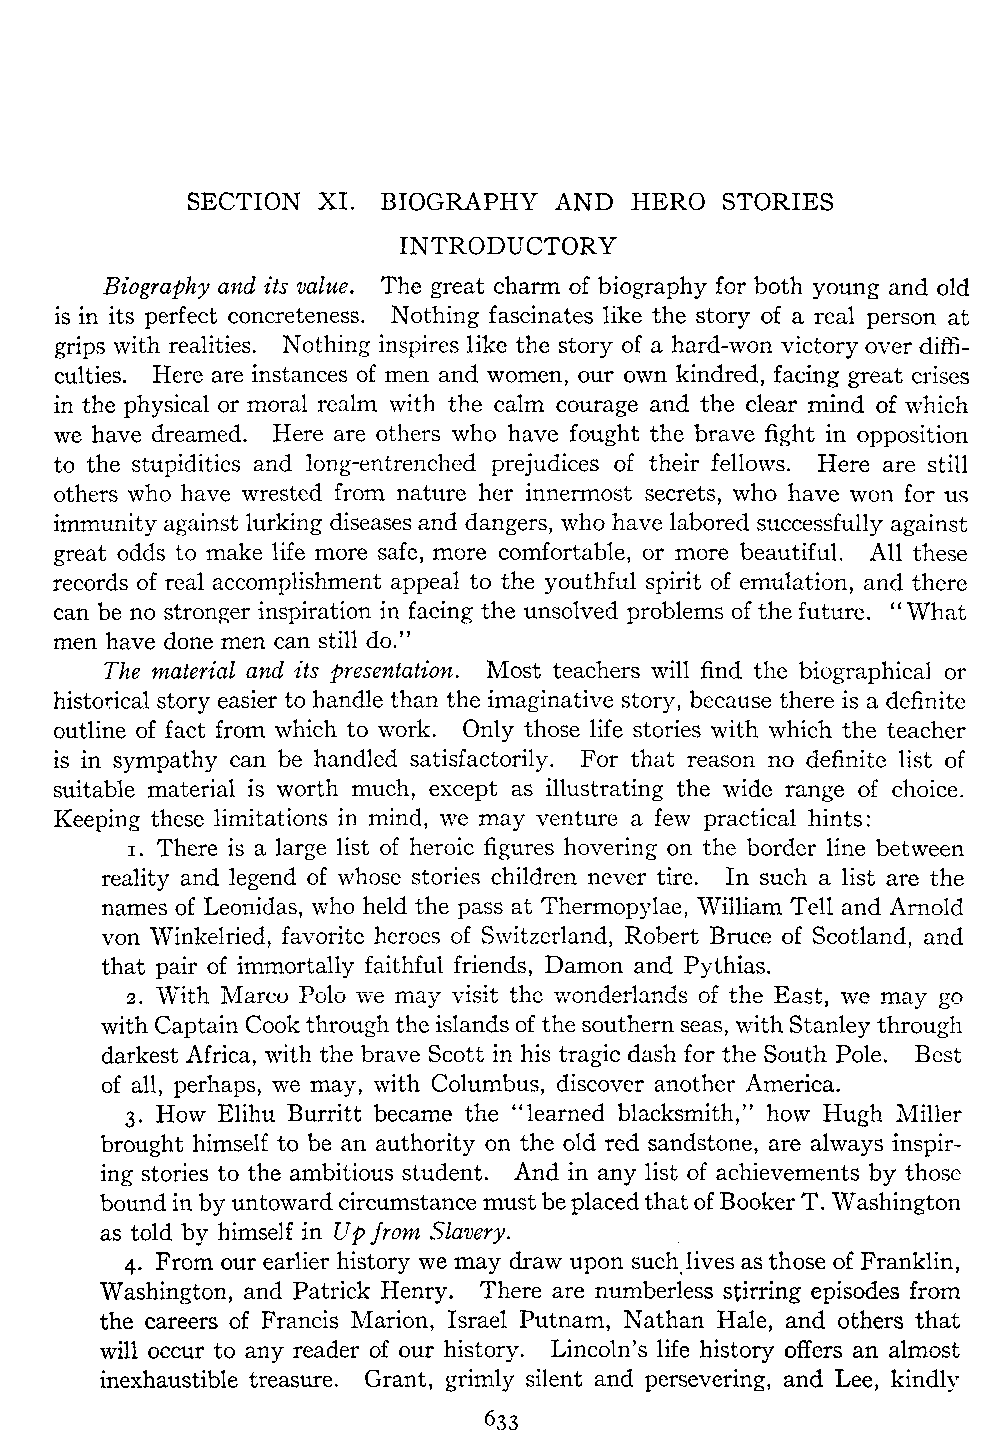 SECTION XI. BIOGRAPHY AND HERO STORIES
INTRODUCTORY
Biography and its value. The great charm of biography for both young and old
is in its perfect concreteness. Nothing fascinates like the story of a real person at
grips with realities. Nothing inspires like the story of a hard-won victory over diffi-
culties. Here are instances of men and women, our own kindred, facing great crises
in the physical or moral realm with the calm courage and the clear mind of which
we have dreamed. Here are others who have fought the brave fight in opposition
to the stupidities and long-entrenched prejudices of their fellows. Here are still
others who have wrested from nature her innermost secrets, who have won for us
immunity against lurking diseases and dangers, who have labored successfully against
great odds to make life more safe, more comfortable, or more beautiful. All these
records of real accomplishment appeal to the youthful spirit of emulation, and there
can be no stronger inspiration in facing the unsolved problems of the future. "What
men have done men can still do."
The material and its presentation. Most teachers will find the biographical or
historical story easier to handle than the imaginative story, because there is a definite
outline of fact from which to work. Only those life stories with which the teacher
is in sympathy can be handled satisfactorily. For that reason no definite list of
suitable material is worth much, except as illustrating the wide range of choice.
Keeping these limitations in mind, we may venture a few practical hints:
1. There is a large list of heroic figures hovering on the border line between
reality and legend of whose stories children never tire. In such a list are the
names of Leonidas, who held the pass at Thermopylae, William Tell and Arnold
von Winkelried, favorite heroes of Switzerland, Robert Bruce of Scotland, and
that pair of immortally faithful friends, Damon and Pythias.
2. With Marco Polo we may visit the wonderlands of the East, we may go
with Captain Cook through the islands of the southern seas, with Stanley through
darkest Africa, with the brave Scott in his tragic dash for the South Pole. Best
of all, perhaps, we may, with Columbus, discover another America.
3. How Elihu Burritt became the "learned blacksmith," how Hugh Miller
brought himself to be an authority on the old red sandstone, are always inspir-
ing stories to the ambitious student. And in any list of achievements by those
bound in by untoward circumstance must be placed that of Booker T. Washington
as told by himself in Up from Slavery.
4. From our earlier history we may draw upon such lives as those of Franklin,
Washington, and Patrick Henry. There are numberless stirring episodes from
the careers of Francis Marion, Israel Putnam, Nathan Hale, and others that
will occur to any reader of our history. Lincoln's life history offers an almost
inexhaustible treasure. Grant, grimly silent and persevering, and Lee, kindly
633